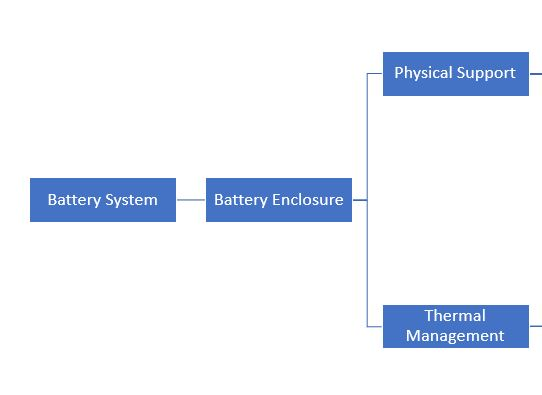 Physical Support
Battery System
Battery Enclosure
Thermal
Management